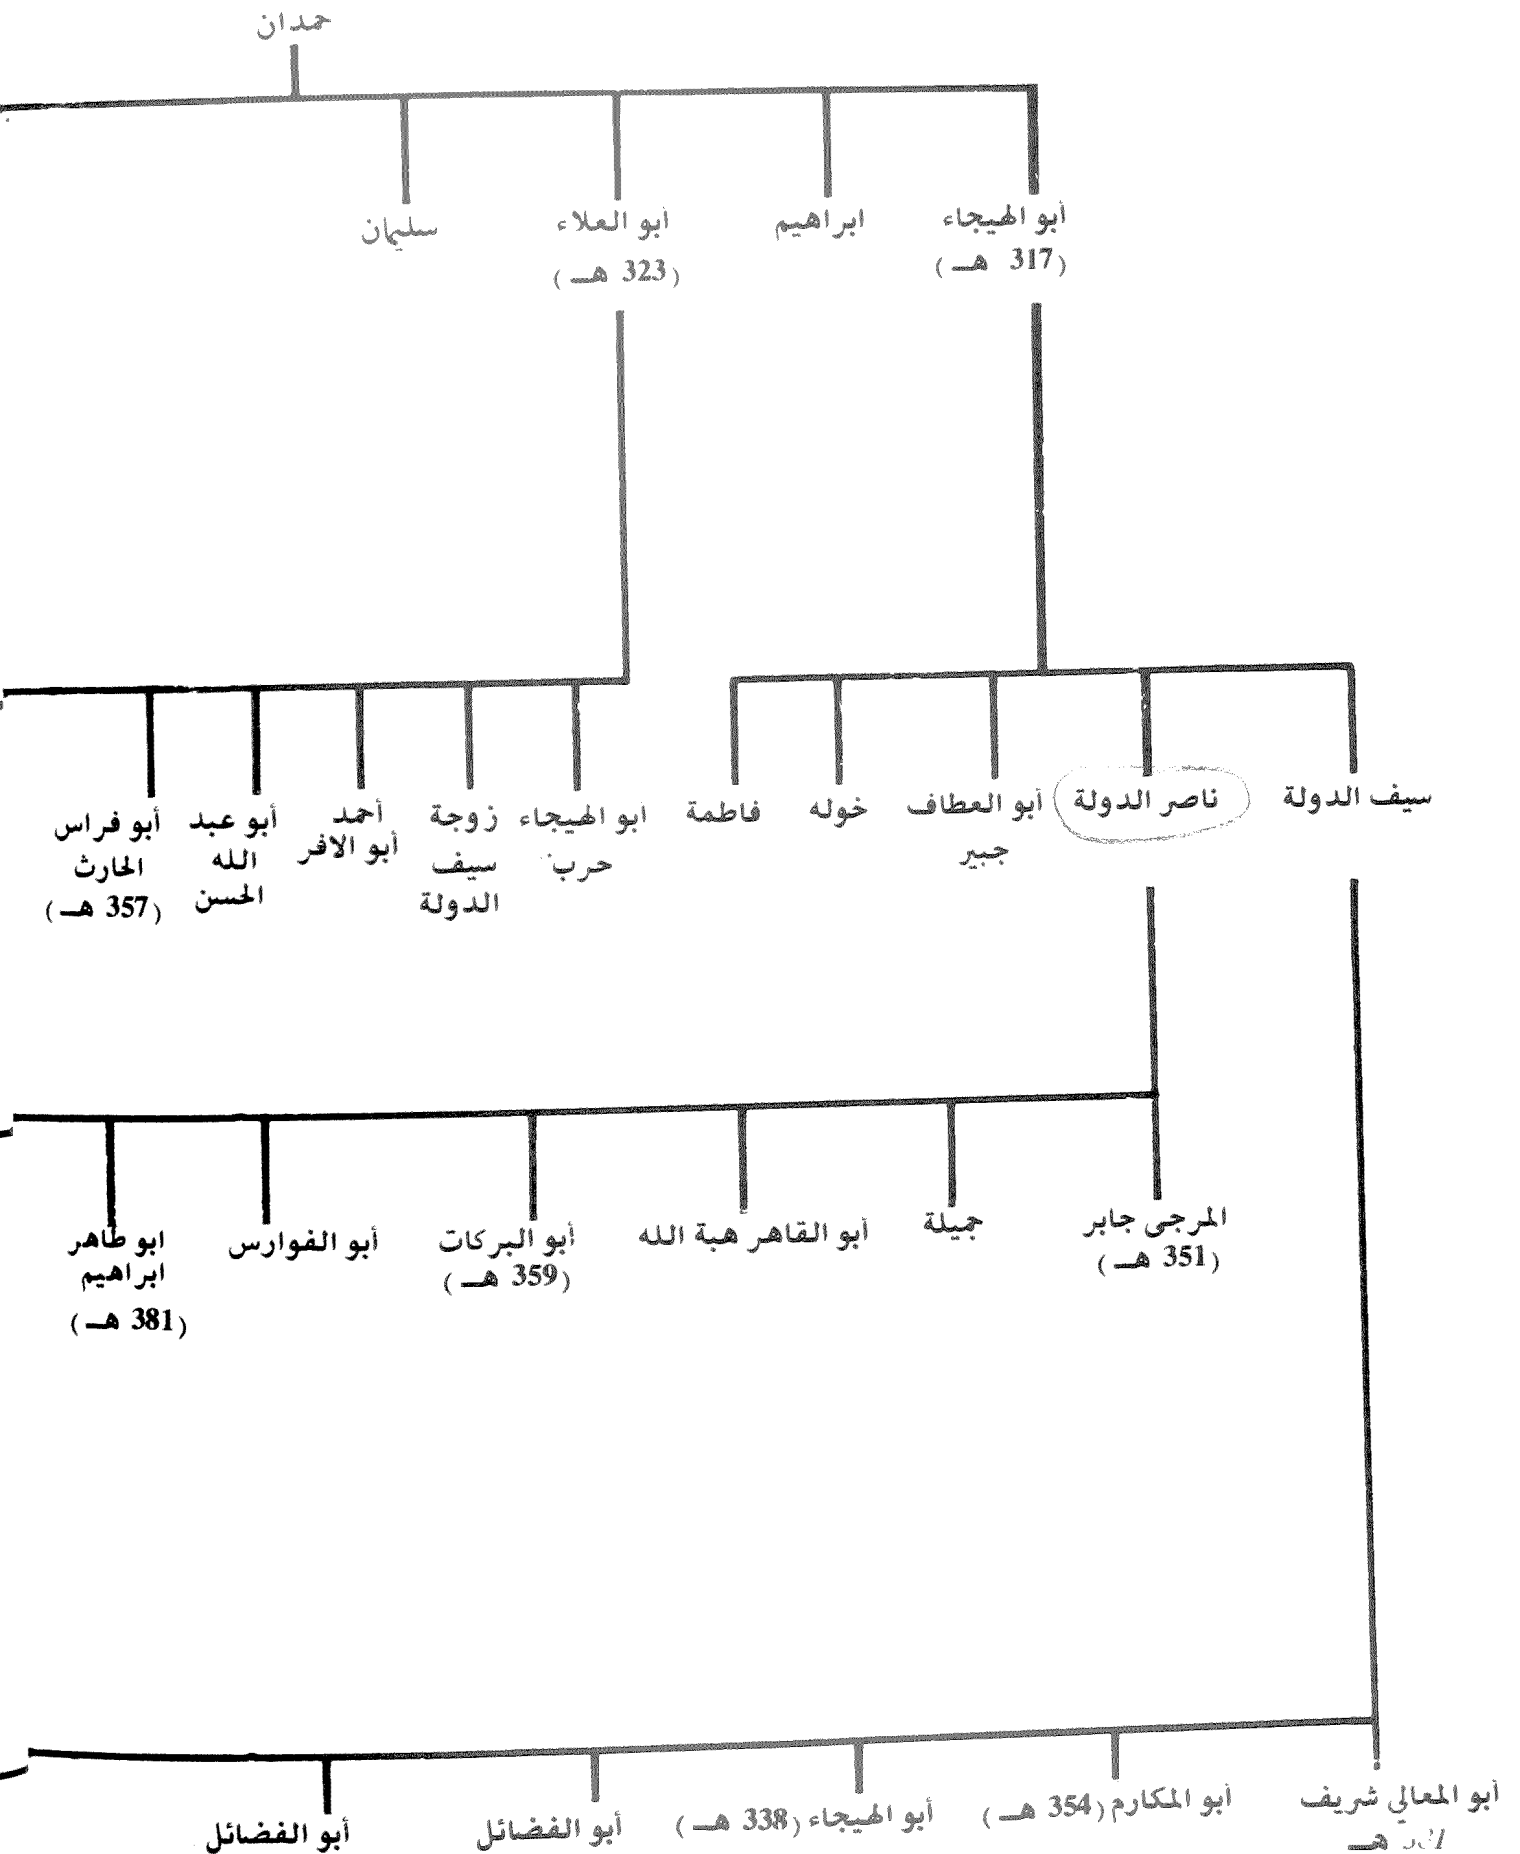 حمدان
أبو الهيجاء
(317 هـ)
ابراهيم
أبو العلاء
(323 هـ)
سليمان
سيف الدولة
ناصر الدولة
أبو العطاف
جبير
خوله
فاطمة
ابو الهيجاء
حرب
زوجة
سيف
الدولة
أحمد
أبو الافر
أبو عبد
الله
الحسن
أبو فراس
الحارث
(357 هـ)
المرجى جابر
(351 هـ)
جميلة
أبو القاهر هبة الله
أبو البركات
(359 هـ)
أبو الفوارس
ابو طاهر
ابراهيم
(381 هـ)
أبو المعالي شريف
هـ
أبو المكارم (354 هـ)
أبو الهيجاء (338 هـ)
أبو الفضائل
أبو الفضائل